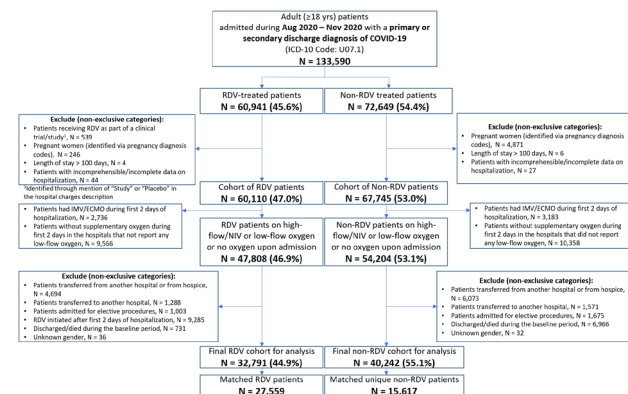 Adult (≥18 yr) patients
admitted during Aug 2020 – Nov 2020 with a primary or
secondary discharge diagnosis of COVID-19
(ICD-10 Code: U07.1)
N = 133,590
RDV-treated patients
N = 60,941 (45.6%)
Non-RDV treated patients
N = 72,649 (54.4%)
Exclude (non-exclusive categories):
• Patients receiving RDV as part of a clinical
trial/study¹, N = 539
• Pregnant women (identified via pregnancy diagnosis
codes), N = 246
• Length of stay > 100 days, N = 4
• Patients with incomprehensible/incomplete data on
hospitalization, N = 44
¹Identified through mention of "Study" or "Placebo" in
the hospital charges description
Exclude (non-exclusive categories):
• Pregnant women (identified via pregnancy diagnosis
codes), N = 4,871
• Length of stay > 100 days, N = 6
• Patients with incomprehensible/incomplete data on
hospitalization, N = 27
Cohort of RDV patients
N = 60,110 (47.0%)
Cohort of Non-RDV patients
N = 67,745 (53.0%)
• Patients had IMV/ECMO during first 2 days of
hospitalization, N = 2,736
• Patients without supplementary oxygen during
first 2 days in the hospitals that not report any
low-flow oxygen, N = 9,566
• Patients had IMV/ECMO during first 2 days of
hospitalization, N = 3,183
• Patients without supplementary oxygen during
first 2 days in the hospitals that did not report
any low-flow oxygen, N = 10,358
RDV patients on high-
flow/NIV or low-flow oxygen
or no oxygen upon admission
N = 47,808 (46.9%)
Non-RDV patients on high-
flow/NIV or low-flow oxygen
or no oxygen upon admission
N = 54,204 (53.1%)
Exclude (non-exclusive categories):
• Patients transferred from another hospital or from hospice,
N = 4,694
• Patients transferred to another hospital, N = 1,288
• Patients admitted for elective procedures, N = 1,003
• RDV initiated after first 2 days of hospitalization, N = 9,285
• Discharged/died during the baseline period, N = 731
• Unknown gender, N = 36
Exclude (non-exclusive categories):
• Patients transferred from another hospital or from hospice,
N = 6,073
• Patients transferred to another hospital, N = 1,571
• Patients admitted for elective procedures, N = 1,675
• Discharged/died during the baseline period, N = 6,966
• Unknown gender, N = 32
Final RDV cohort for analysis
N = 32,791 (44.9%)
Final non-RDV cohort for analysis
N = 40,242 (55.1%)
Matched RDV patients
N = 27,559
Matched unique non-RDV patients
N = 15,617